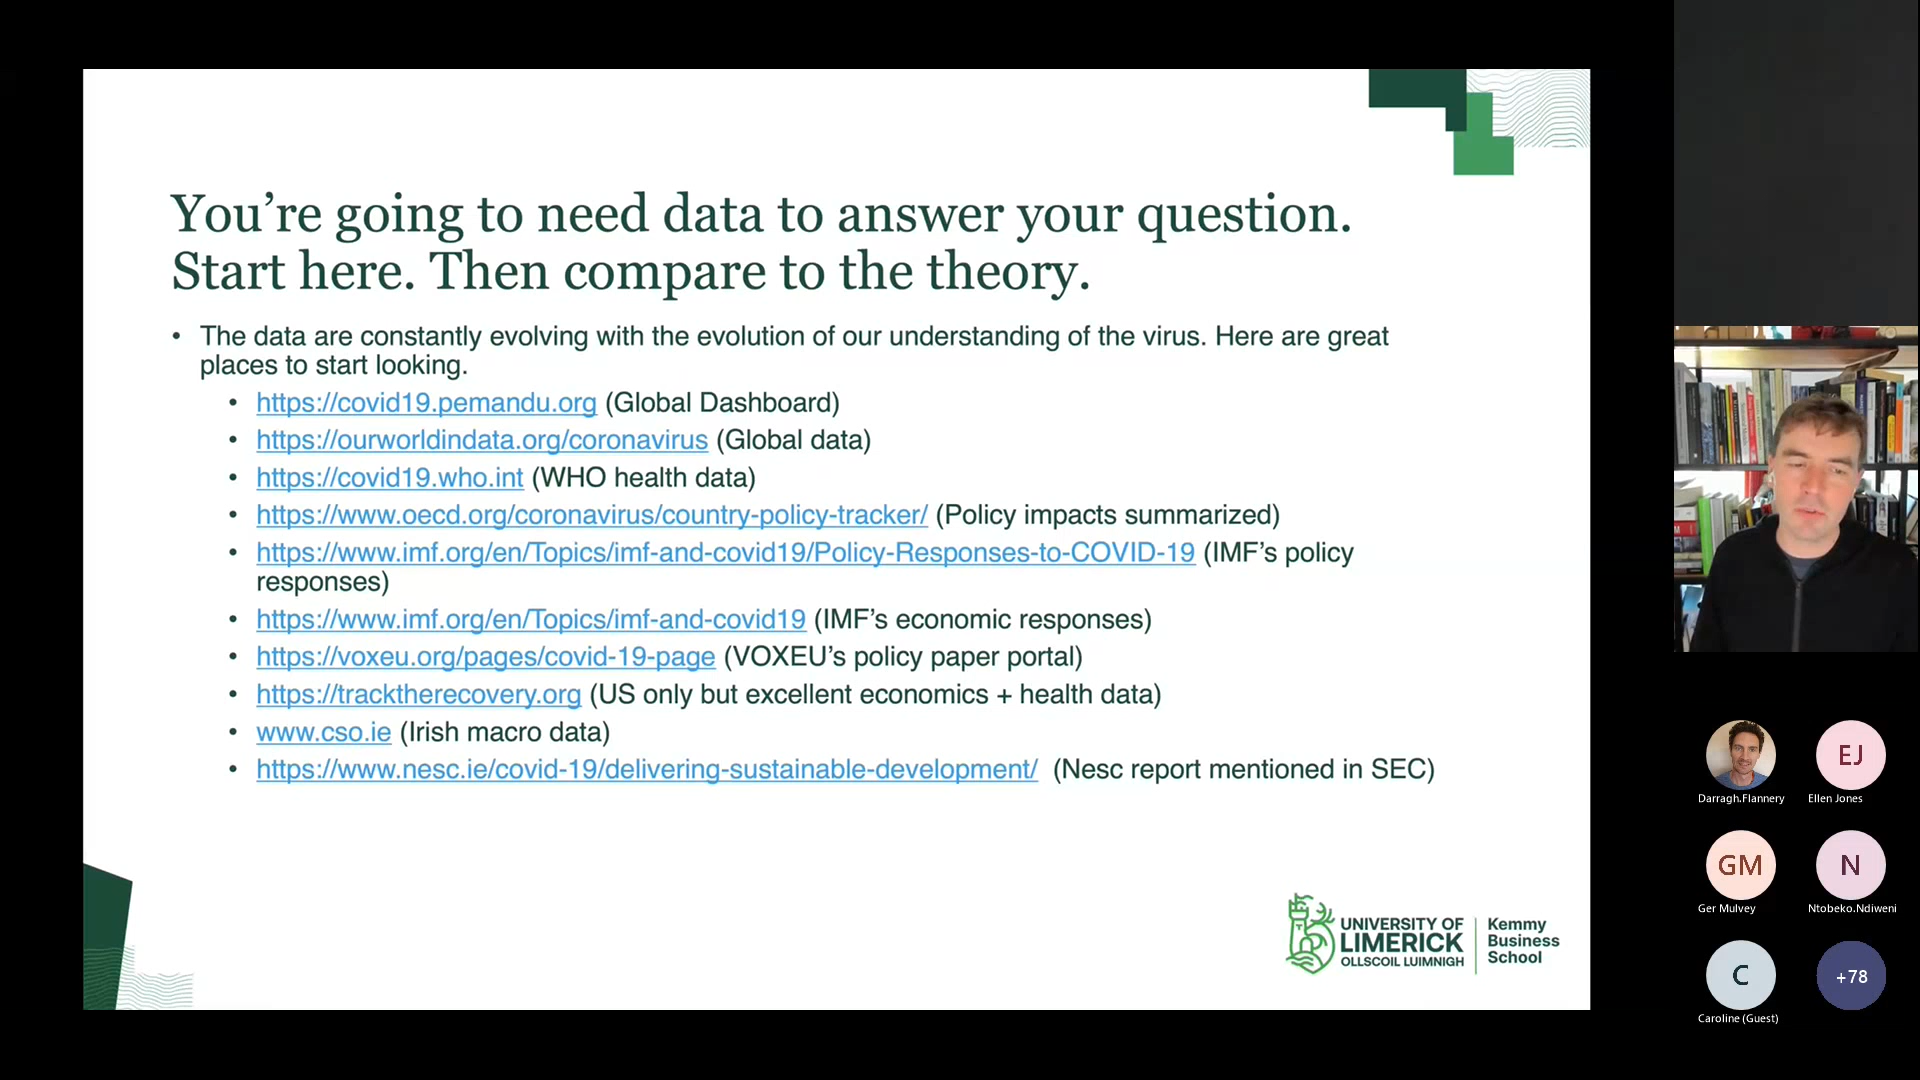 You're going to need data to answer your question.
Start here. Then compare to the theory.
• The data are constantly evolving with the evolution of our understanding of the virus. Here are great
places to start looking.
• https://covid19.pemandu.org (Global Dashboard)
• https://ourworldindata.org/coronavirus (Global data)
• https://covid19.who.int (WHO health data)
• https://www.oecd.org/coronavirus/country-policy-tracker/ (Policy impacts summarized)
• https://www.imf.org/en/Topics/imf-and-covid19/Policy-Responses-to-COVID-19 (IMF's policy
responses)
• https://www.imf.org/en/Topics/imf-and-covid19 (IMF's economic responses)
• https://voxeu.org/pages/covid-19-page (VOXEU's policy paper portal)
• https://tracktherecovery.org (US only but excellent economics + health data)
• www.cso.ie (Irish macro data)
• https://www.nesc.ie/covid-19/delivering-sustainable-development/ (Nesc report mentioned in SEC)
UNIVERSITY OF
LIMERICK
OLLSCOIL LUIMNIGH
Kemmy
Business
School
Darragh.Flannery
EJ
Ellen Jones
GM
Ger Mulvey
N
Ntobeko.Ndiweni
C
Caroline (Guest)
+78